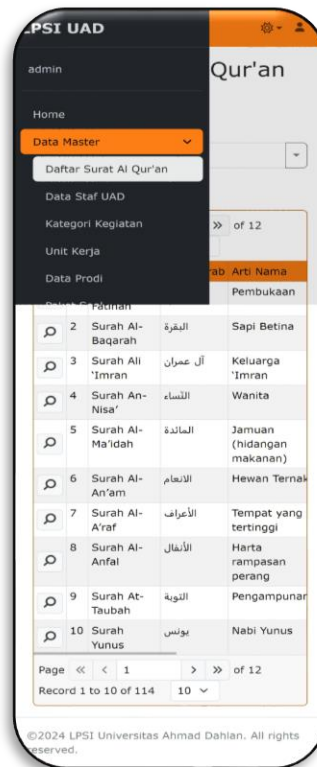 LPSI UAD
admin
Qur'an
Home
Data Master
Daftar Surat Al Qur'an
Data Staf UAD
Kategori Kegiatan
of 12
Unit Kerja
Data Prodi
rab Arti Nama
Pembukaan
Fatihah
2 Surah Al-
Baqarah
البقرة
Sapi Betina
3 Surah Ali
'Imran
آل عمران
Keluarga
'Imran
4 Surah An-
Nisa'
النّساء
Wanita
5 Surah Al-
Ma'idah
المائدة
Jamuan
(hidangan
makanan)
6 Surah Al-
An'am
الانعام
Hewan Ternak
7 Surah Al-
A'raf
الأعراف
Tempat yang
tertinggi
8 Surah Al-
Anfal
الأنفال
Harta
rampasan
perang
9 Surah At-
Taubah
التوبة
Pengampunan
10 Surah
Yunus
يونس
Nabi Yunus
Page « < 1 > » of 12
Record 1 to 10 of 114 10
©2024 LPSI Universitas Ahmad Dahlan. All rights
reserved.